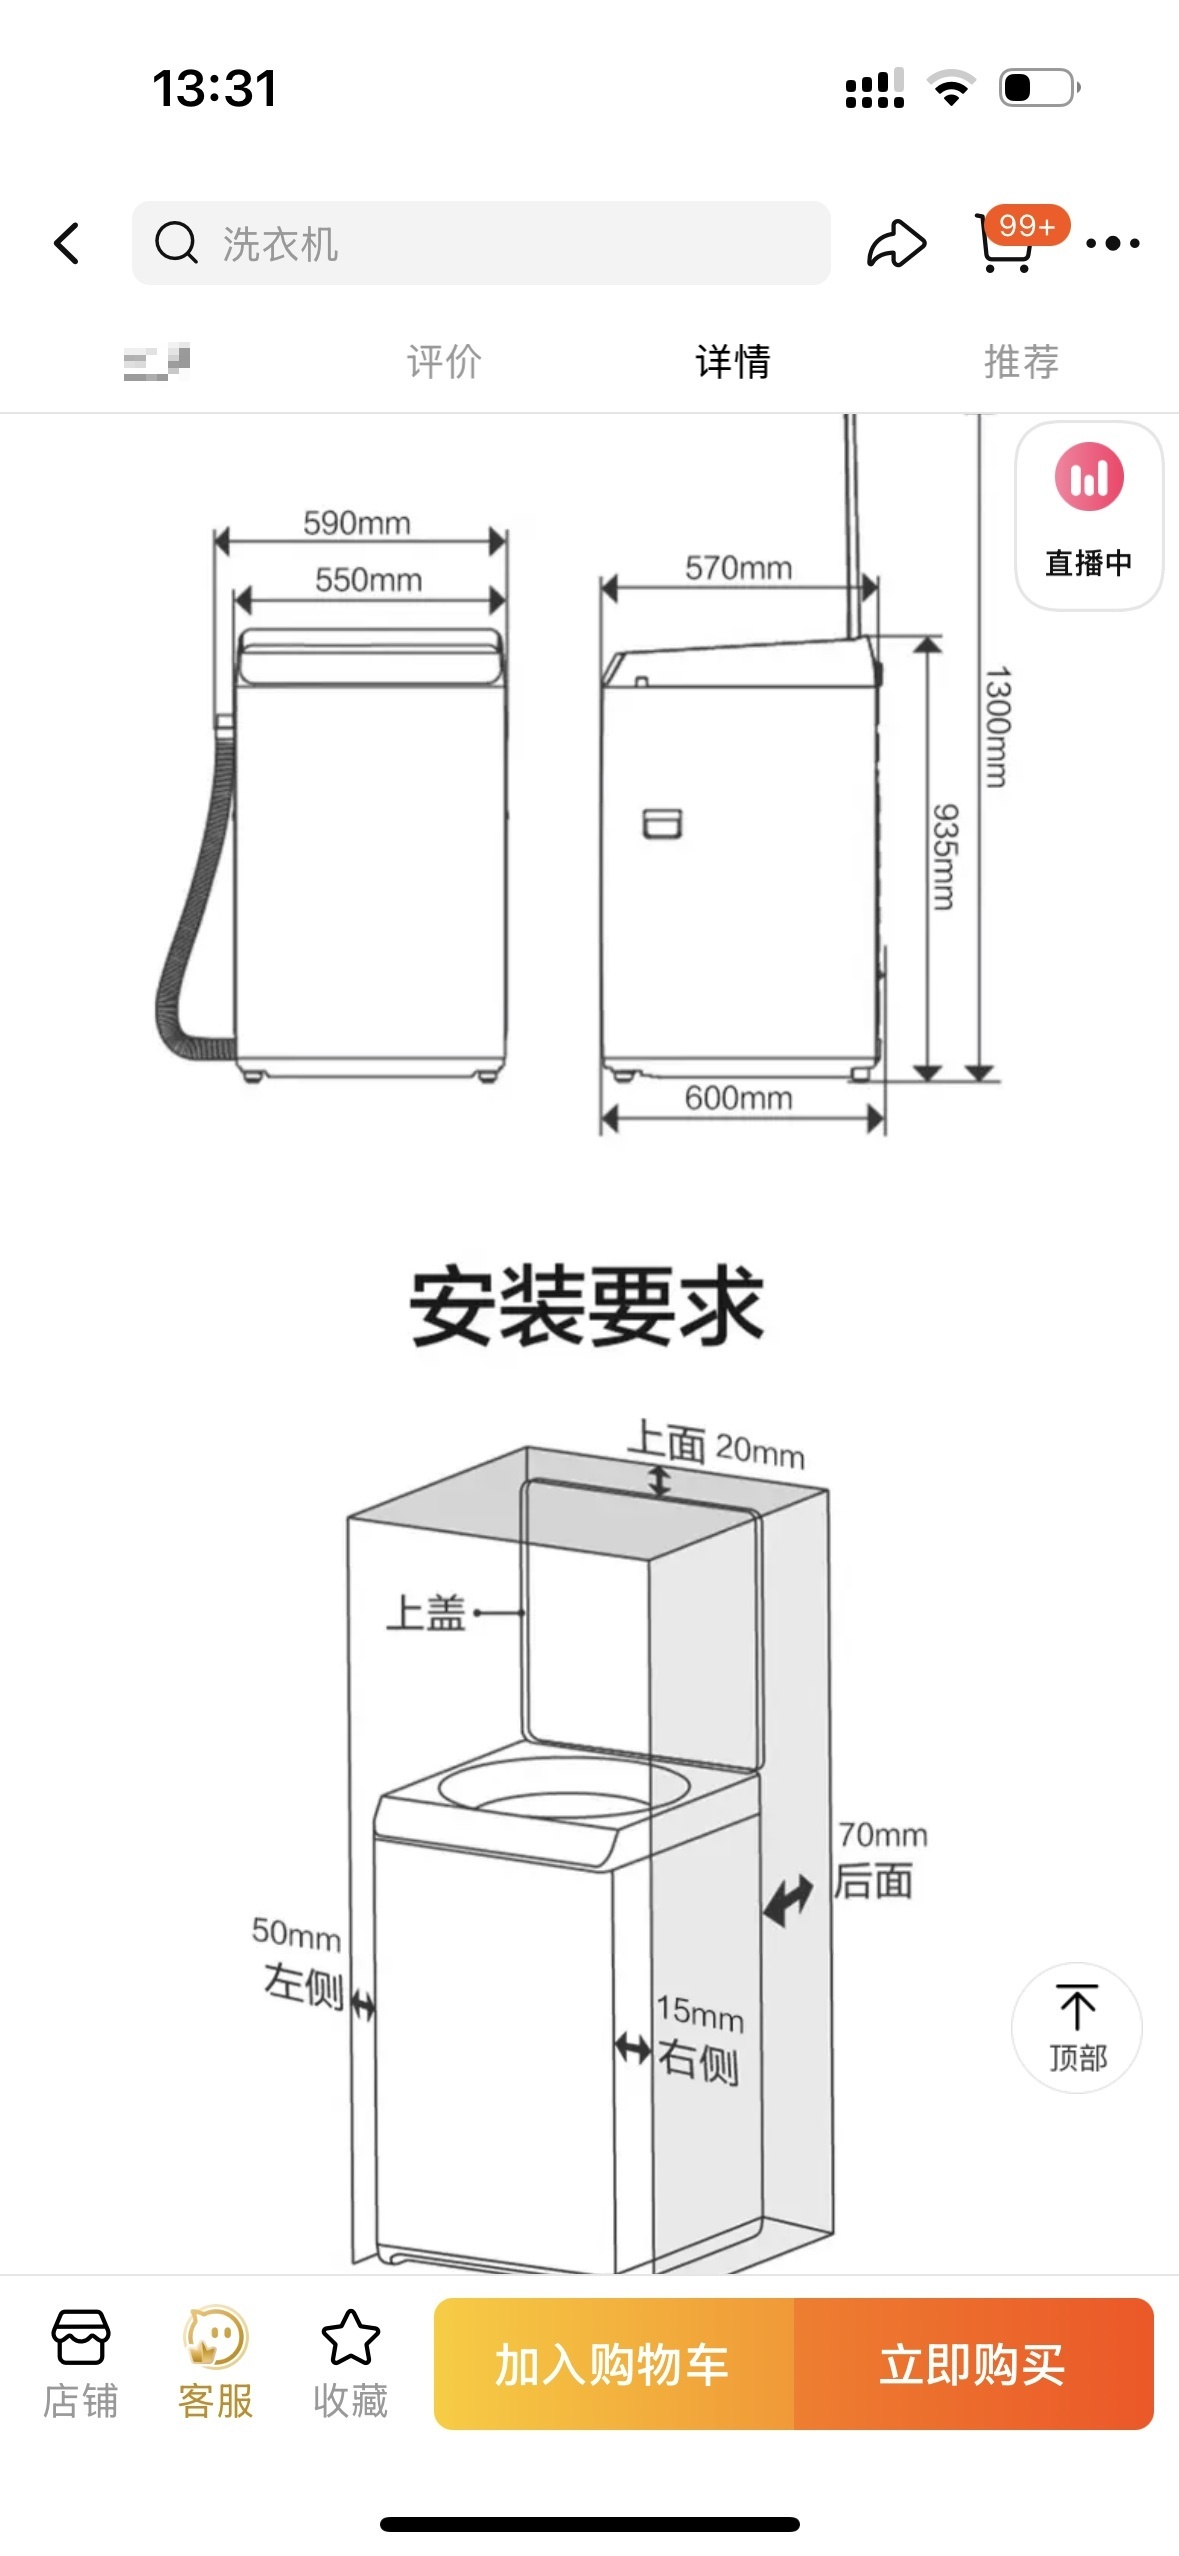 13:31
洗衣机
99+
评价
详情
推荐
直播中
590mm
550mm
570mm
1300mm
935mm
600mm
安装要求
上面 20mm
上盖
70mm
后面
50mm
左侧
15mm
右侧
顶部
店铺
客服
收藏
加入购物车
立即购买